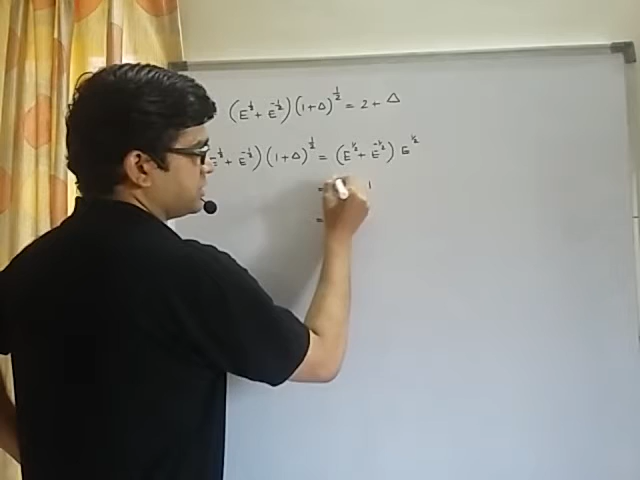 (E^½ + E^-½)(1+Δ)^½ = 2 + Δ
+ E^-½)(1+Δ)^½ = (E^½ + E^-½) E^½
= 1
=